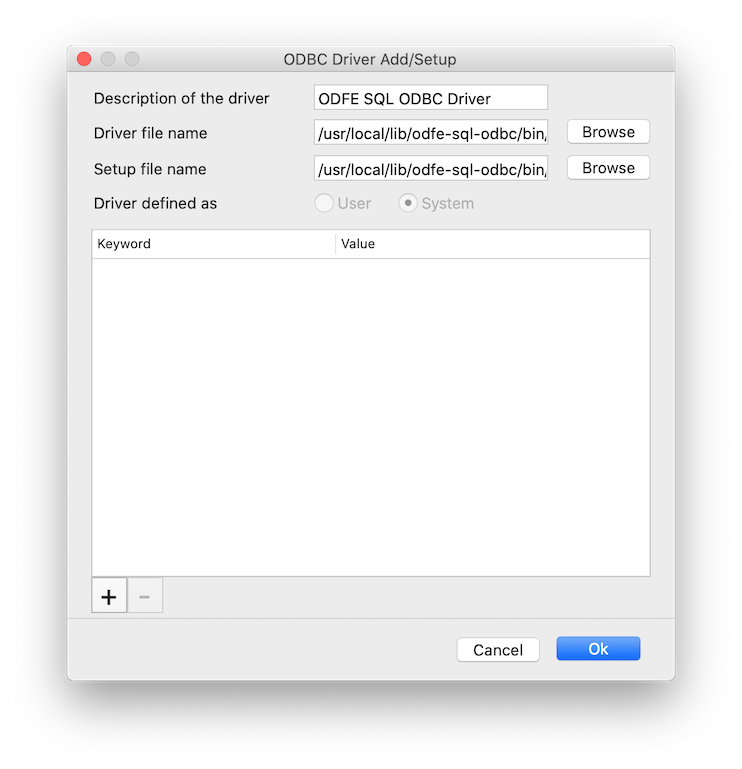 ODBC Driver Add/Setup
Description of the driver ODFE SQL ODBC Driver
Driver file name /usr/local/lib/odfe-sql-odbc/bin/ Browse
Setup file name /usr/local/lib/odfe-sql-odbc/bin/ Browse
Driver defined as User System
Keyword Value
+ −
Cancel Ok